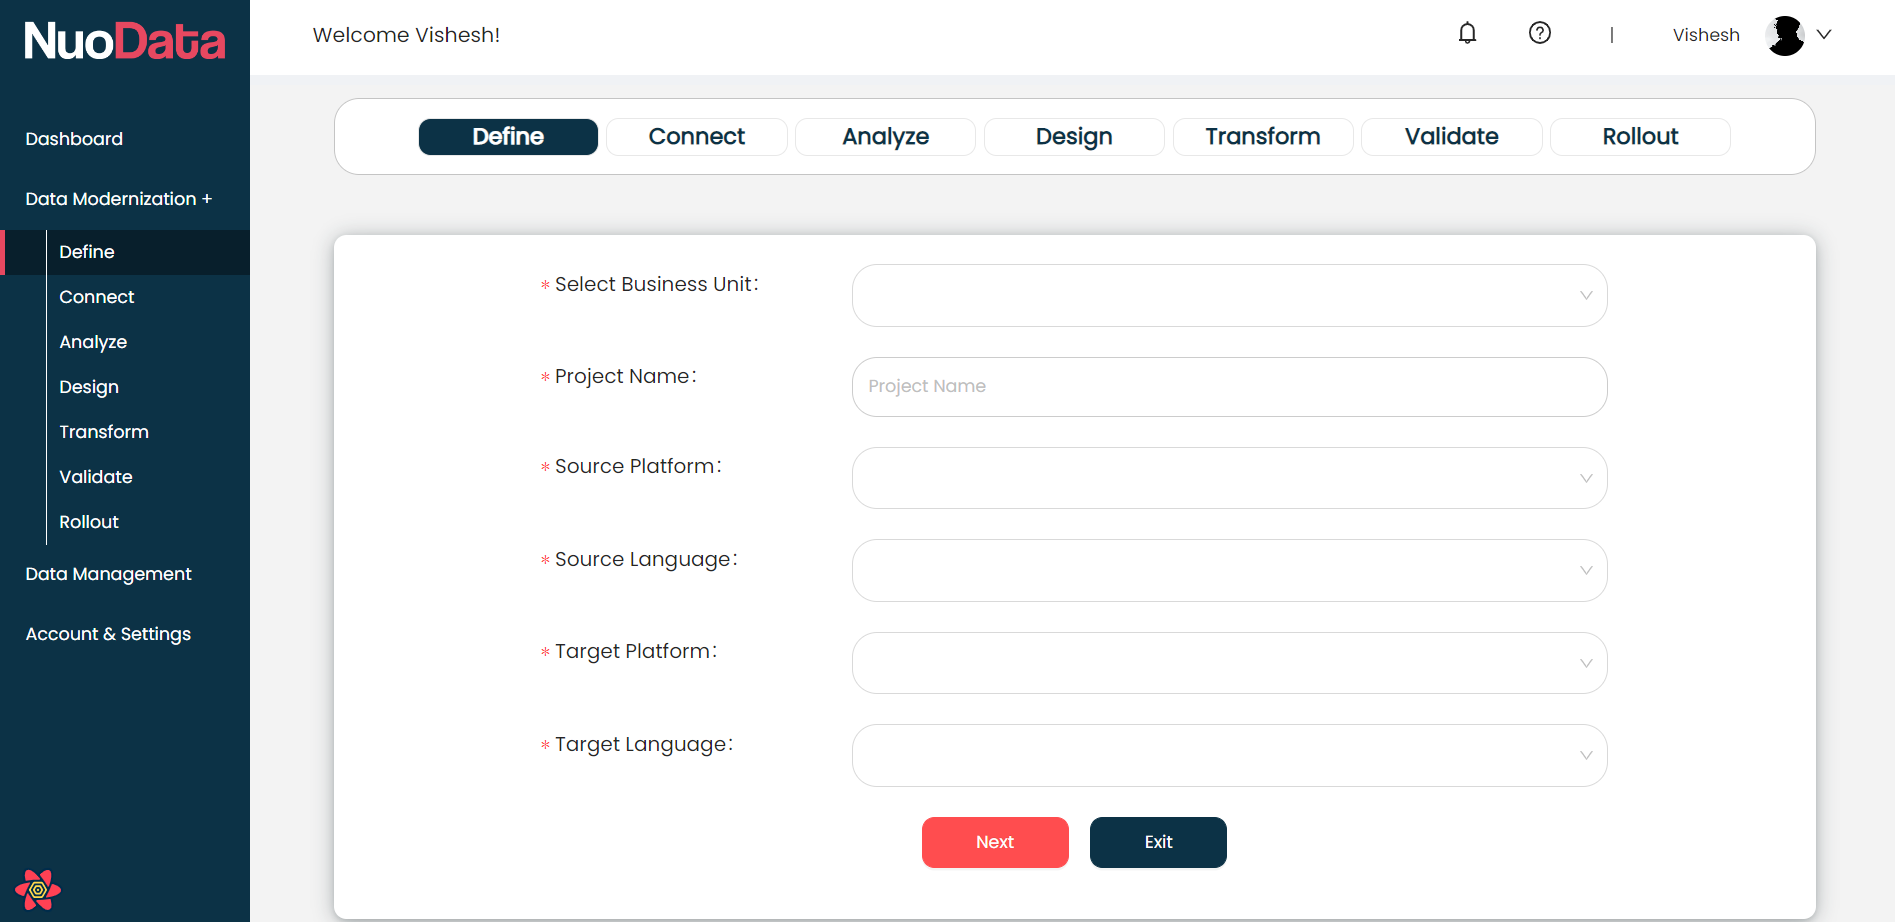 NuoData
Welcome Vishesh!
|
Vishesh
Dashboard
Data Modernization +
Define
Connect
Analyze
Design
Transform
Validate
Rollout
Data Management
Account & Settings
Define Connect Analyze Design Transform Validate Rollout
* Select Business Unit:
* Project Name:
Project Name
* Source Platform:
* Source Language:
* Target Platform:
* Target Language:
Next Exit